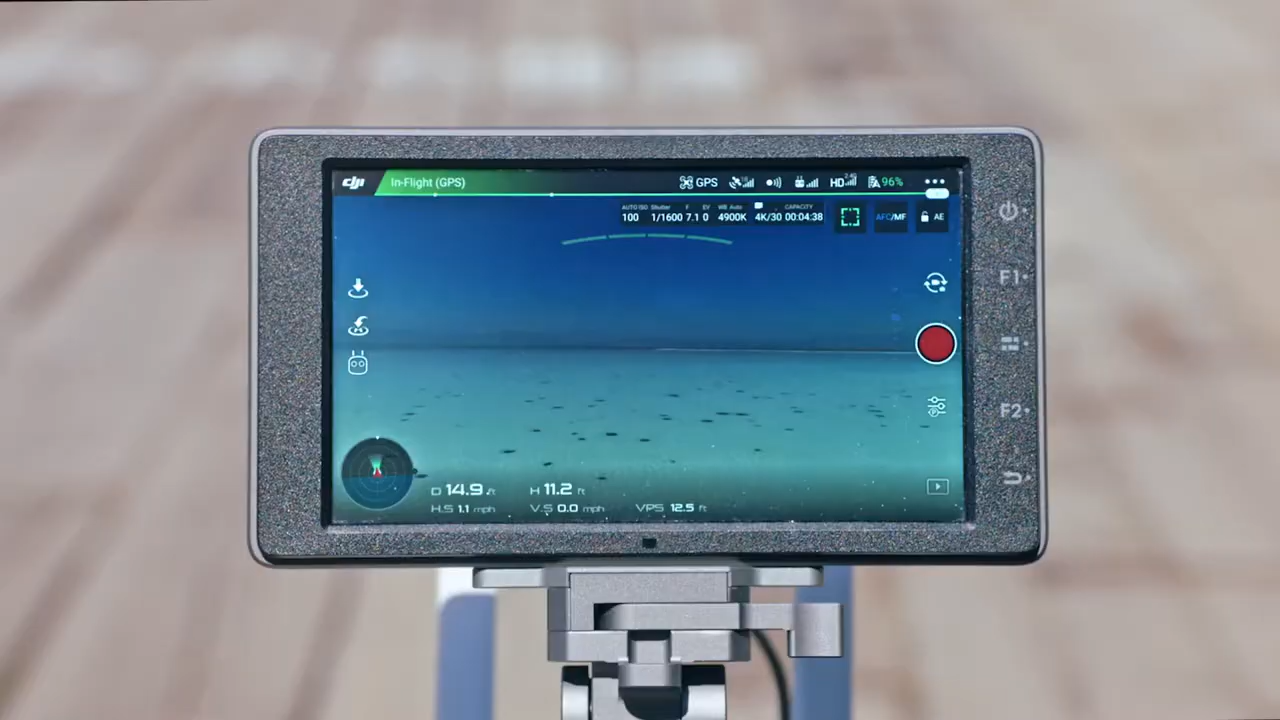 dji In-Flight (GPS) GPS HD 96%
AUTO ISO Shutter F EV WB Auto CAPACITY
100 1/1600 7.1 0 4900K 4K/30 00:04:38 AFC/MF AE
F1
F2
D 14.9 ft H 11.2 ft
H.S 1.1 mph V.S 0.0 mph VPS 12.5 ft